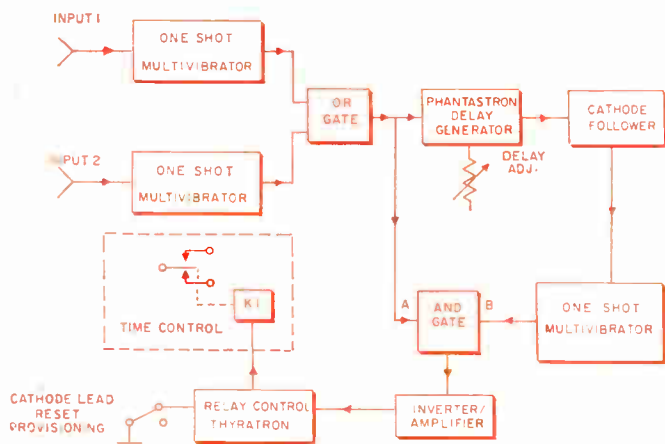 INPUT 1
ONE SHOT
MULTIVIBRATOR
OR
GATE
PHANTASTRON
DELAY
GENERATOR
CATHODE
FOLLOWER
DELAY
ADJ.
INPUT 2
ONE SHOT
MULTIVIBRATOR
K1
TIME CONTROL
A
AND
GATE
B
ONE SHOT
MULTIVIBRATOR
CATHODE LEAD
RESET
PROVISIONING
RELAY CONTROL
THYRATRON
INVERTER/
AMPLIFIER